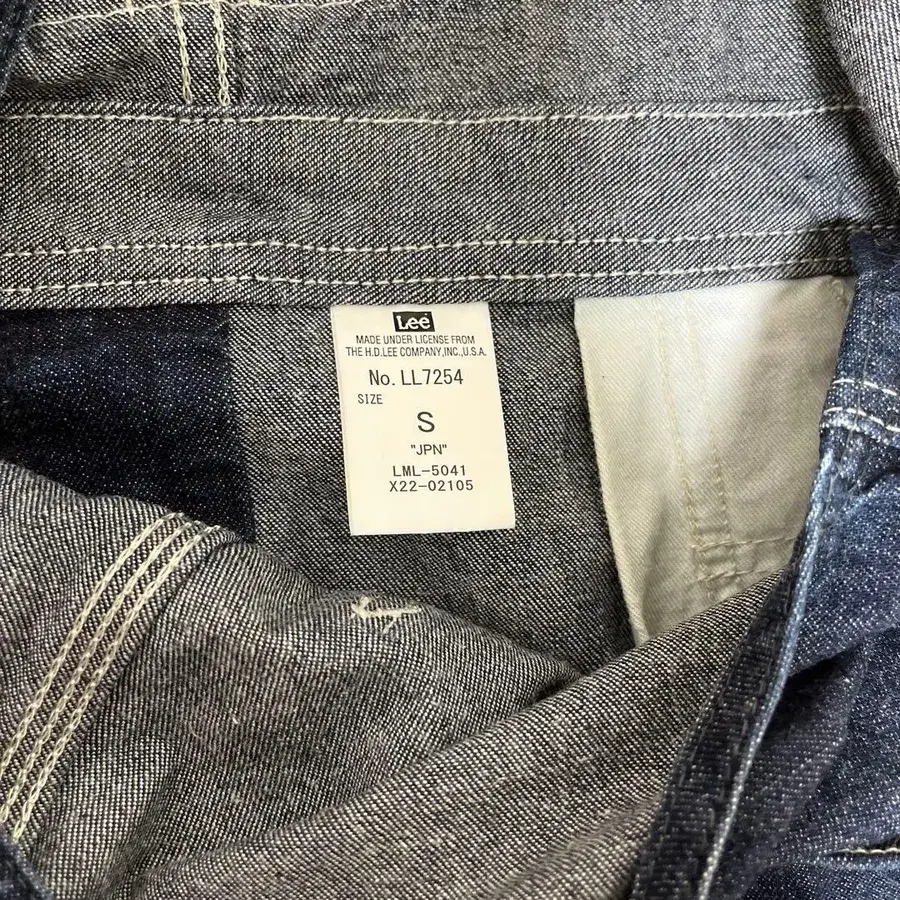 Lee
MADE UNDER LICENSE FROM
THE H.D.LEE COMPANY,INC.,U.S.A.
No. LL7254
SIZE
S
"JPN"
LML-5041
X22-02105